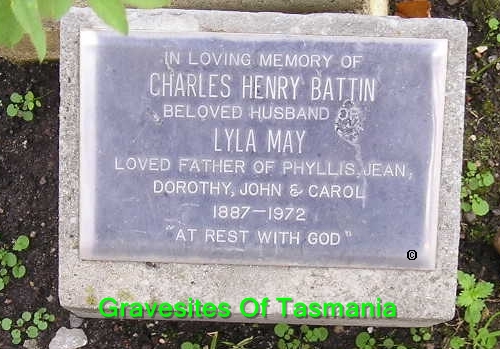 IN LOVING MEMORY OF
CHARLES HENRY BATTIN
BELOVED HUSBAND OF
LYLA MAY
LOVED FATHER OF PHYLLIS, JEAN,
DOROTHY, JOHN & CAROL
1887-1972
"AT REST WITH GOD"
©
Gravesites Of Tasmania